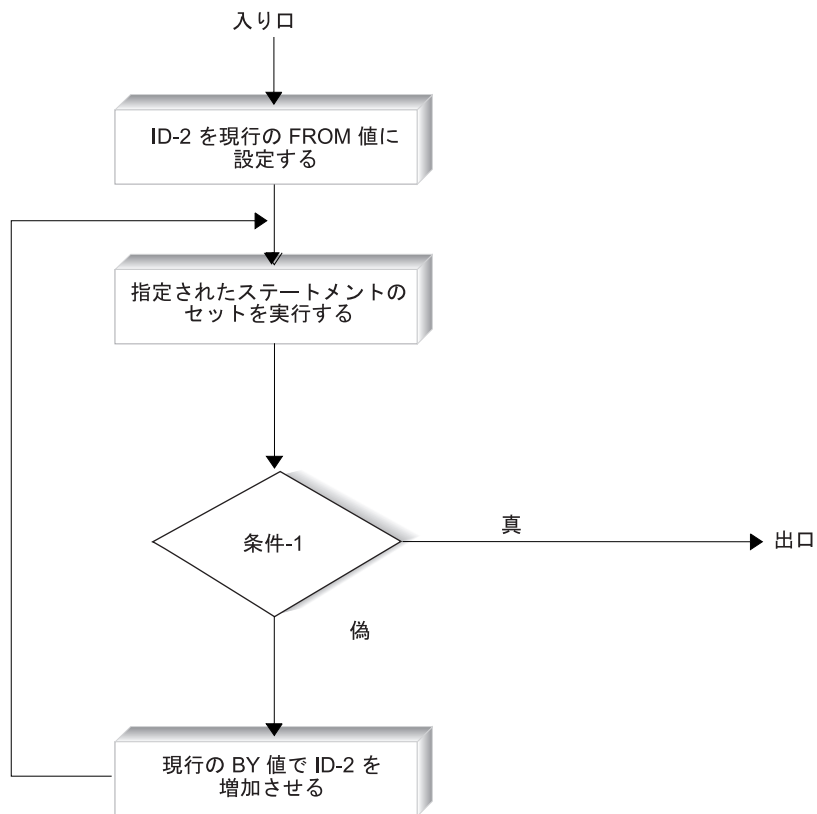 入り口
ID-2 を現行の FROM 値に
設定する
指定されたステートメントの
セットを実行する
条件-1
真
出口
偽
現行の BY 値で ID-2 を
増加させる